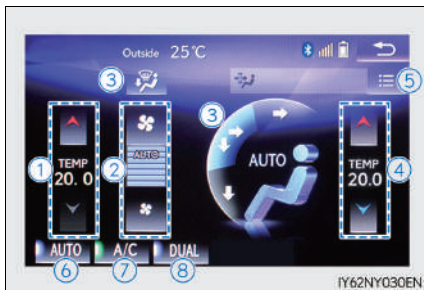 Outside 25℃
3
5
3
1
TEMP
20.0
2
AUTO
AUTO
TEMP
20.0
4
AUTO
A/C
DUAL
6
7
8
IY62NY030EN